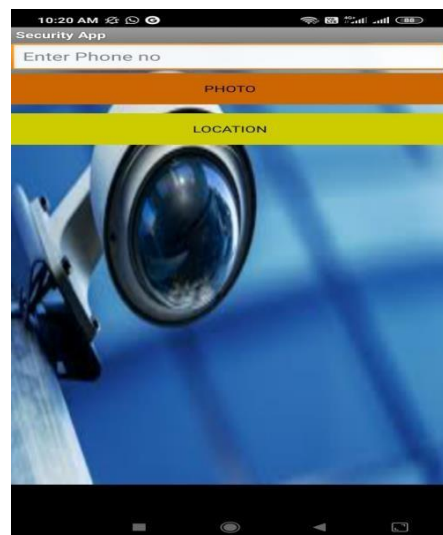 10:20 AM
Security App
Enter Phone no
PHOTO
LOCATION